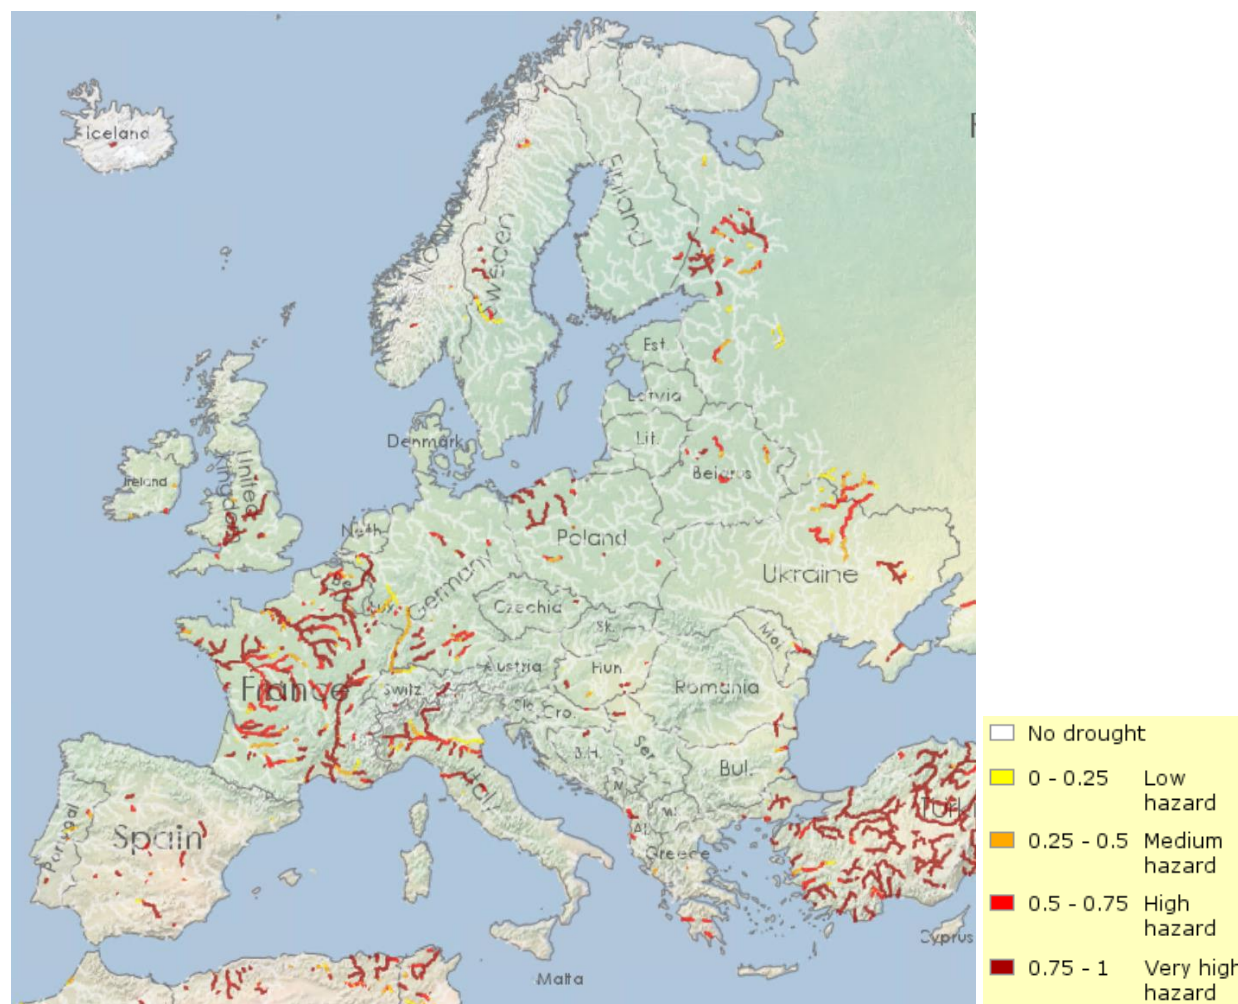 Iceland
Norway
Sweden
Finland
Est.
Latvia
Lit.
Denmark
Belarus
Ireland
United
Kingdom
Neth.
Poland
Be
Lux.
Germany
Ukraine
Czechia
Sk.
Mol.
Austria
Hun.
France
Switz.
Romania
Slo.
Cro.
B.H.
Ser.
Bul.
Italy
M.
Al.
Turk
Portugal
Spain
Greece
Cyprus
Malta
No drought
0 - 0.25 Low
hazard
0.25 - 0.5 Medium
hazard
0.5 - 0.75 High
hazard
0.75 - 1 Very high
hazard